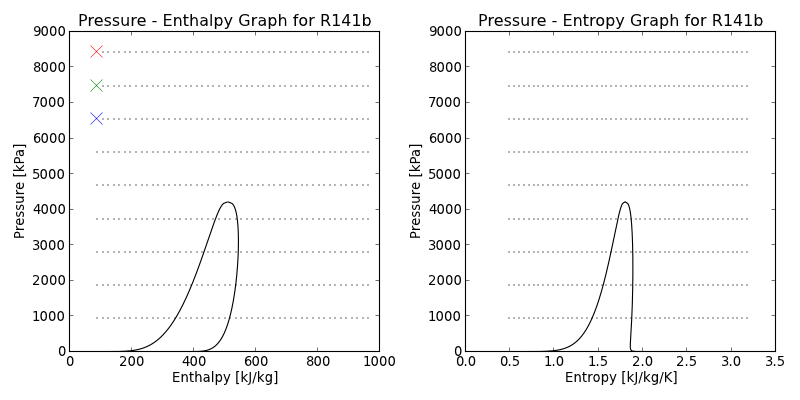 Pressure - Enthalpy Graph for R141b
9000
8000
7000
6000
5000
4000
3000
2000
1000
0
Pressure [kPa]
0 200 400 600 800 1000
Enthalpy [kJ/kg]
Pressure - Entropy Graph for R141b
9000
8000
7000
6000
5000
4000
3000
2000
1000
0
Pressure [kPa]
0.0 0.5 1.0 1.5 2.0 2.5 3.0 3.5
Entropy [kJ/kg/K]